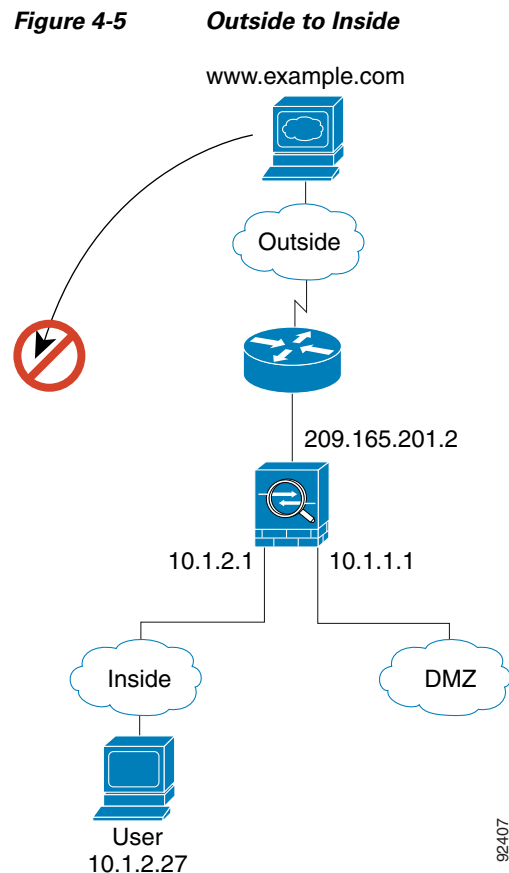 Figure 4-5 Outside to Inside
www.example.com
Outside
209.165.201.2
10.1.2.1 10.1.1.1
Inside DMZ
User
10.1.2.27
92407